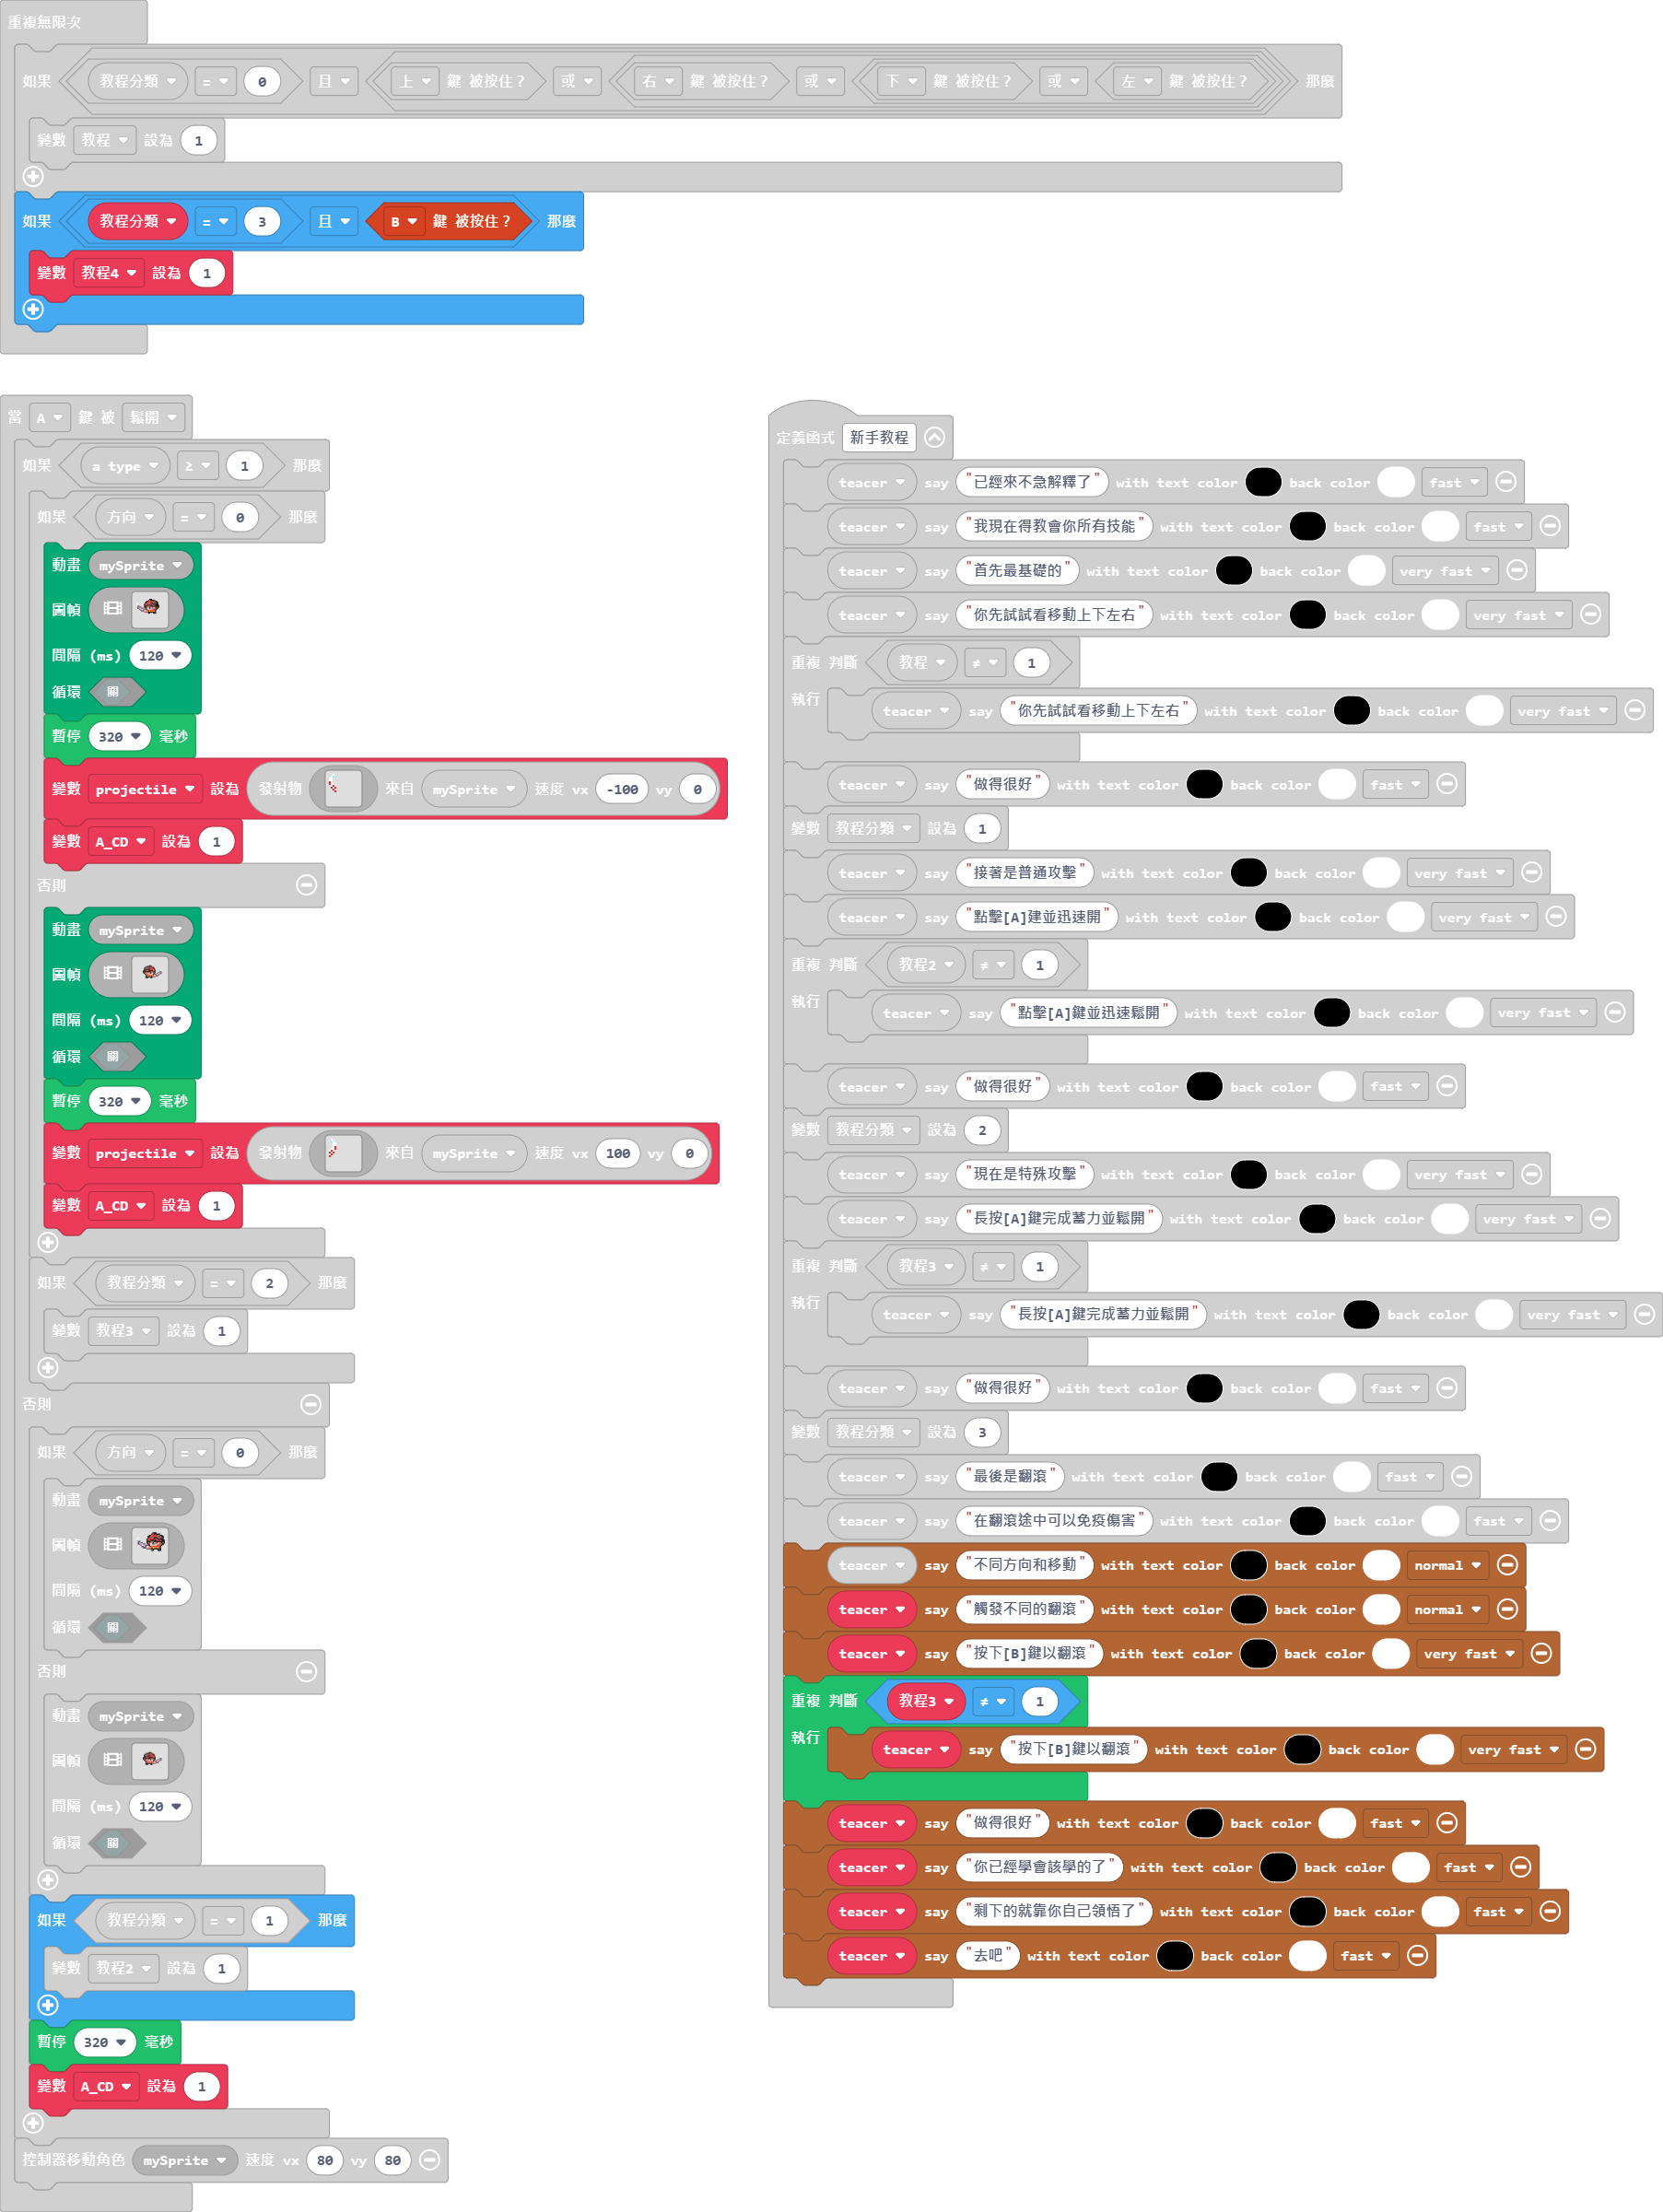 重複無限次
如果 教程分類 = 0 且 上 鍵 被按住？ 或 右 鍵 被按住？ 或 下 鍵 被按住？ 或 左 鍵 被按住？ 那麼
變數 教程 設為 1
如果 教程分類 = 3 且 B 鍵 被按住？ 那麼
變數 教程4 設為 1
當 A 鍵 被 鬆開
如果 a type ≥ 1 那麼
如果 方向 = 0 那麼
動畫 mySprite
圖幀
間隔 (ms) 120
循環 關
暫停 320 毫秒
變數 projectile 設為 發射物 來自 mySprite 速度 vx -100 vy 0
變數 A_CD 設為 1
否則
動畫 mySprite
圖幀
間隔 (ms) 120
循環 關
暫停 320 毫秒
變數 projectile 設為 發射物 來自 mySprite 速度 vx 100 vy 0
變數 A_CD 設為 1
如果 教程分類 = 2 那麼
變數 教程3 設為 1
否則
如果 方向 = 0 那麼
動畫 mySprite
圖幀
間隔 (ms) 120
循環 關
否則
動畫 mySprite
圖幀
間隔 (ms) 120
循環 關
如果 教程分類 = 1 那麼
變數 教程2 設為 1
暫停 320 毫秒
變數 A_CD 設為 1
控制器移動角色 mySprite 速度 vx 80 vy 80
定義函式 新手教程
teacer say "已經來不急解釋了" with text color back color fast
teacer say "我現在得教會你所有技能" with text color back color fast
teacer say "首先最基礎的" with text color back color very fast
teacer say "你先試試看移動上下左右" with text color back color very fast
重複 判斷 教程 ≠ 1
執行 teacer say "你先試試看移動上下左右" with text color back color very fast
teacer say "做得很好" with text color back color fast
變數 教程分類 設為 1
teacer say "接著是普通攻擊" with text color back color very fast
teacer say "點擊[A]建並迅速開" with text color back color very fast
重複 判斷 教程2 ≠ 1
執行 teacer say "點擊[A]鍵並迅速鬆開" with text color back color very fast
teacer say "做得很好" with text color back color fast
變數 教程分類 設為 2
teacer say "現在是特殊攻擊" with text color back color very fast
teacer say "長按[A]鍵完成蓄力並鬆開" with text color back color very fast
重複 判斷 教程3 ≠ 1
執行 teacer say "長按[A]鍵完成蓄力並鬆開" with text color back color very fast
teacer say "做得很好" with text color back color fast
變數 教程分類 設為 3
teacer say "最後是翻滾" with text color back color fast
teacer say "在翻滾途中可以免疫傷害" with text color back color fast
teacer say "不同方向和移動" with text color back color normal
teacer say "觸發不同的翻滾" with text color back color normal
teacer say "按下[B]鍵以翻滾" with text color back color very fast
重複 判斷 教程3 ≠ 1
執行 teacer say "按下[B]鍵以翻滾" with text color back color very fast
teacer say "做得很好" with text color back color fast
teacer say "你已經學會該學的了" with text color back color fast
teacer say "剩下的就靠你自己領悟了" with text color back color fast
teacer say "去吧" with text color back color fast